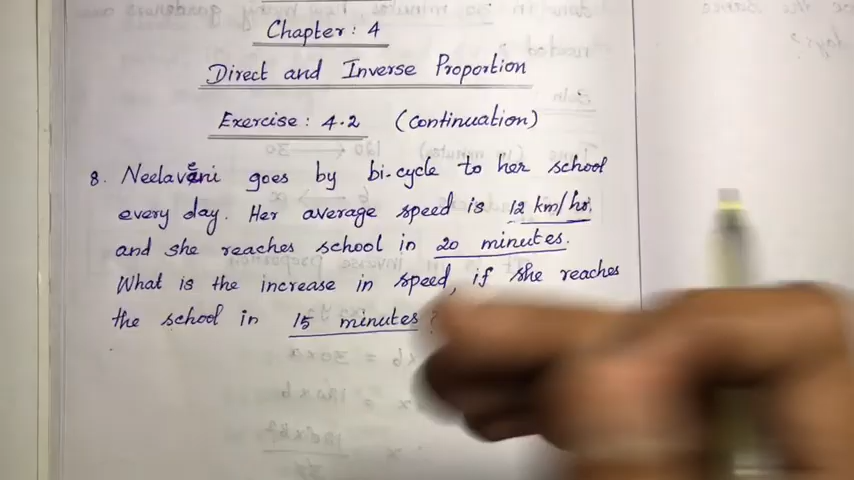 Chapter: 4
Direct and Inverse Proportion
Exercise: 4.2 (Continuation)
8. Neelaveni goes by bi-cycle to her school
every day. Her average speed is 12 km/hr.
and she reaches school in 20 minutes.
What is the increase in speed, if she reaches
the school in 15 minutes?